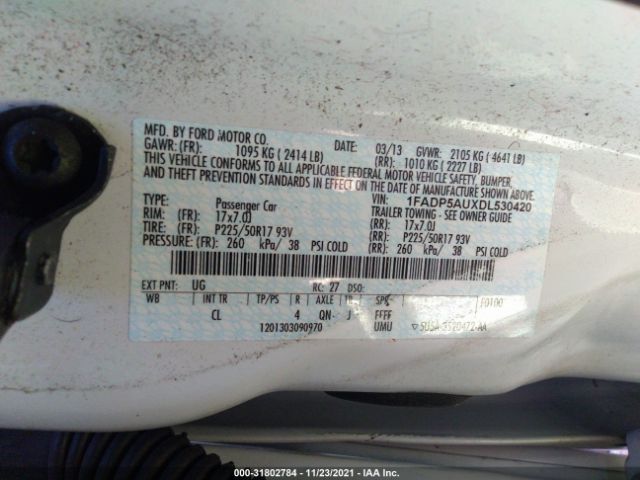 MFD. BY FORD MOTOR CO.
DATE: 03/13 GVWR: 2105 KG ( 4641 LB)
GAWR: (FR): 1095 KG ( 2414 LB) (RR): 1010 KG ( 2227 LB)
THIS VEHICLE CONFORMS TO ALL APPLICABLE FEDERAL MOTOR VEHICLE SAFETY, BUMPER,
AND THEFT PREVENTION STANDARDS IN EFFECT ON THE DATE OF MANUFACTURE SHOWN ABOVE.
VIN: 1FADP5AUXDL530420
TYPE: Passenger Car TRAILER TOWING - SEE OWNER GUIDE
RIM: (FR): 17x7.0J (RR): 17x7.0J
TIRE: (FR): P225/50R17 93V (RR): P225/50R17 93V
PRESSURE: (FR): 260 kPa/ 38 PSI COLD (RR): 260 kPa/ 38 PSI COLD
EXT PNT: UG RC: 27 DSO:
WB INT TR TP/PS R AXLE TR SPR F0100
CL 4 QN J FFFF
1201303090970 UMU 5U5A-3520472-AA
000-31802784 - 11/23/2021 - IAA Inc.